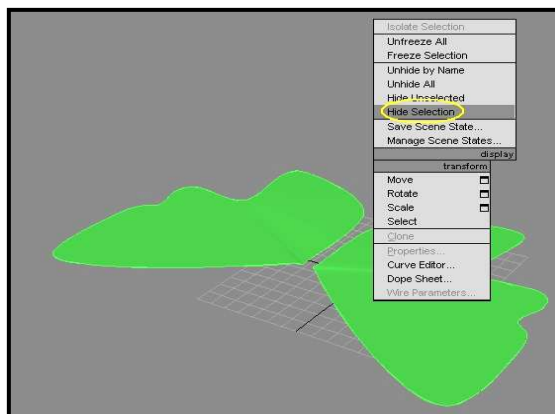 Isolate Selection
Unfreeze All
Freeze Selection
Unhide by Name
Unhide All
Hide Unselected
Hide Selection
Save Scene State...
Manage Scene States...
display
transform
Move
Rotate
Scale
Select
Clone
Properties...
Curve Editor...
Dope Sheet...
Wire Parameters...